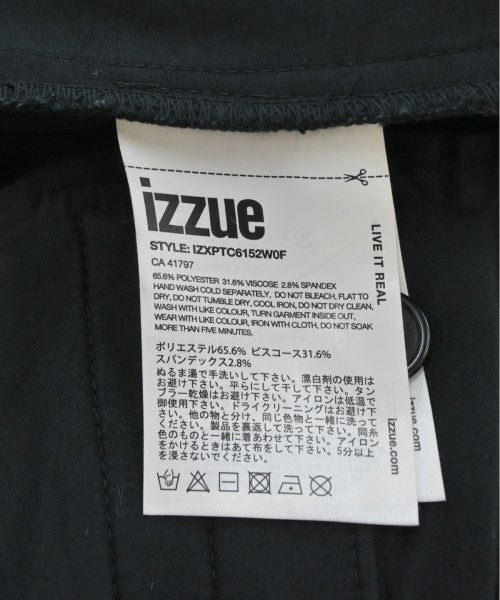 izzue
STYLE: IZXPTC6152W0F
CA 41797
65.6% POLYESTER 31.6% VISCOSE 2.8% SPANDEX
HAND WASH COLD SEPARATELY, DO NOT BLEACH, FLAT TO
DRY, DO NOT TUMBLE DRY, COOL IRON, DO NOT DRY CLEAN,
WASH WITH LIKE COLOUR, TURN GARMENT INSIDE OUT,
WEAR WITH LIKE COLOUR, IRON WITH CLOTH, DO NOT SOAK
MORE THAN FIVE MINUTES.
ポリエステル65.6% ビスコース31.6%
スパンデックス2.8%
ぬるま湯で手洗いして下さい。漂白剤の使用は
お避け下さい。平らにして干して下さい。タン
ブラー乾燥はお避け下さい。アイロンは低温で
御使用下さい。ドライクリーニングはお避け下
さい。他の物と分け、同じ色物と一緒に洗って
ください。製品を裏返して洗って下さい。同系
色のものと一緒に着あわせて下さい。アイロン
をかけるときはあて布をして下さい。5分以上
を浸さないでください。
LIVE IT REAL
izzue.com
izzue.com